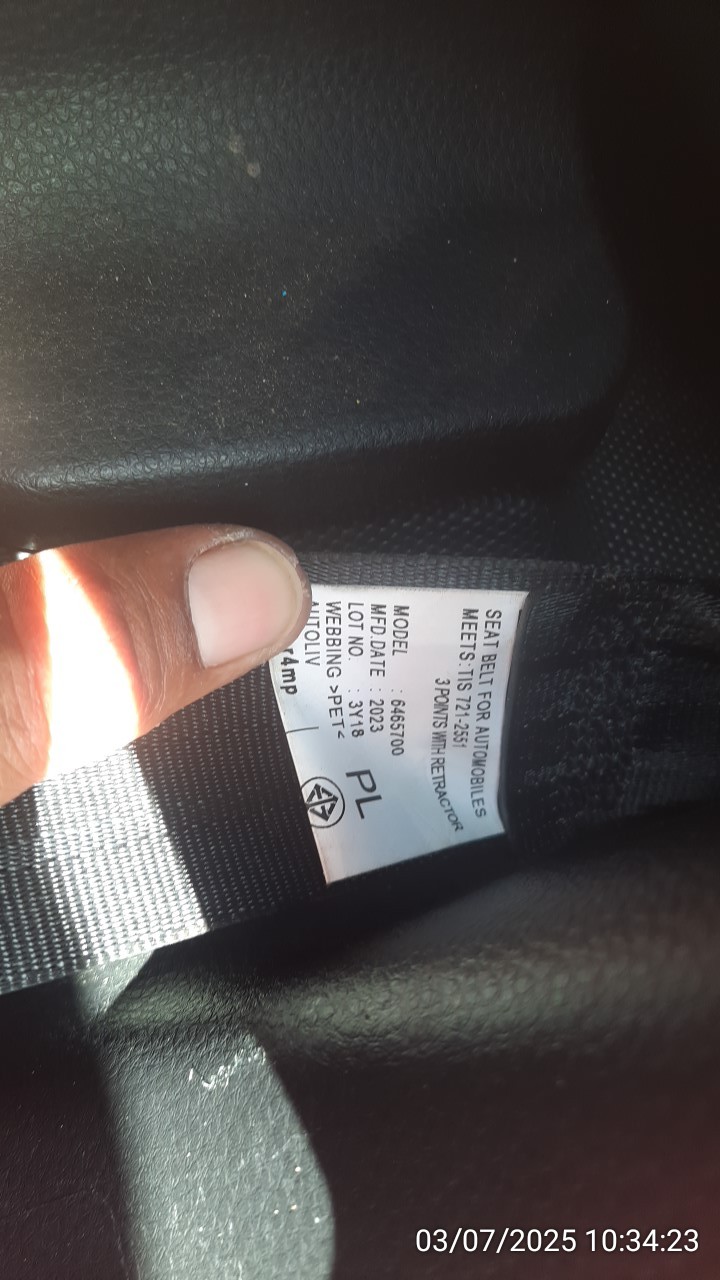 SEAT BELT FOR AUTOMOBILES
MEETS: TIS 721-2551
3 POINTS WITH RETRACTOR
MODEL : 6465700
MFD.DATE : 2023
LOT NO. : 3Y18
WEBBING >PET<
AUTOLIV
PL
r4mp
03/07/2025 10:34:23